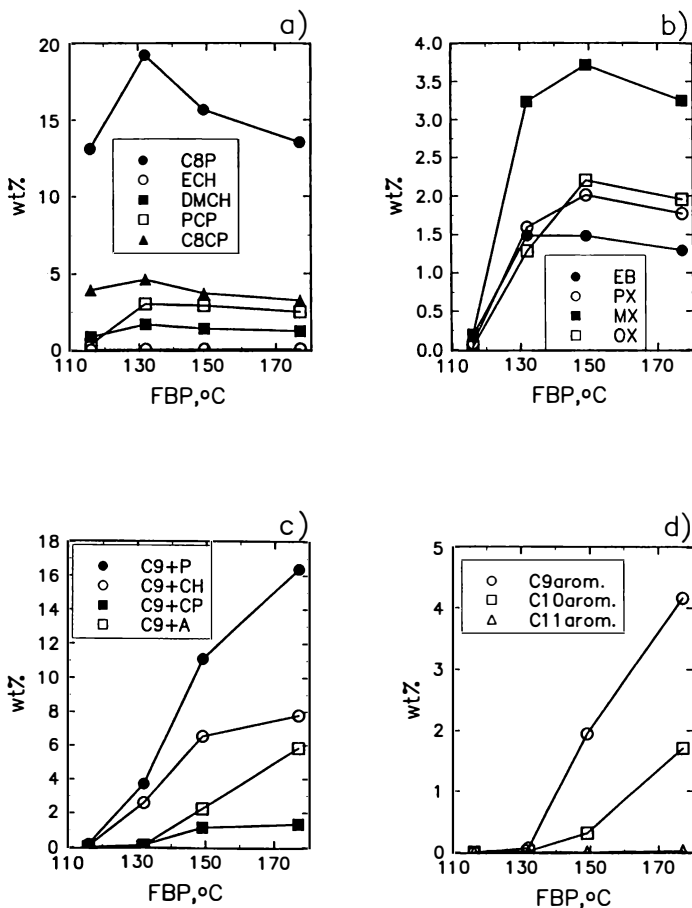 a)
20
15
10
5
0
wt%
C8P
ECH
DMCH
PCP
C8CP
110 130 150 170
FBP,°C
b)
4.0
3.5
3.0
2.5
2.0
1.5
1.0
0.5
0.0
wt%
EB
PX
MX
OX
110 130 150 170
FBP,°C
c)
18
16
14
12
10
8
6
4
2
0
wt%
C9+P
C9+CH
C9+CP
C9+A
110 130 150 170
FBP,°C
d)
5
4
3
2
1
0
wt%
C9arom.
C10arom.
C11arom.
110 130 150 170
FBP,°C